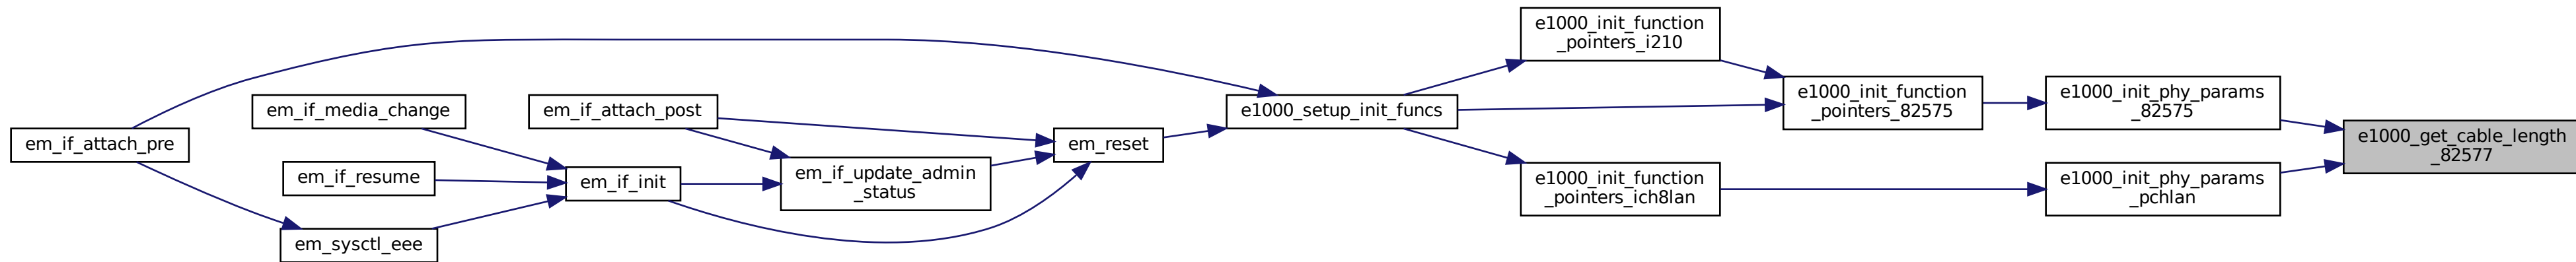 em_if_attach_pre
em_if_media_change
em_if_resume
em_sysctl_eee
em_if_attach_post
em_if_init
em_if_update_admin
_status
em_reset
e1000_setup_init_funcs
e1000_init_function
_pointers_i210
e1000_init_function
_pointers_ich8lan
e1000_init_function
_pointers_82575
e1000_init_phy_params
_82575
e1000_init_phy_params
_pchlan
e1000_get_cable_length
_82577